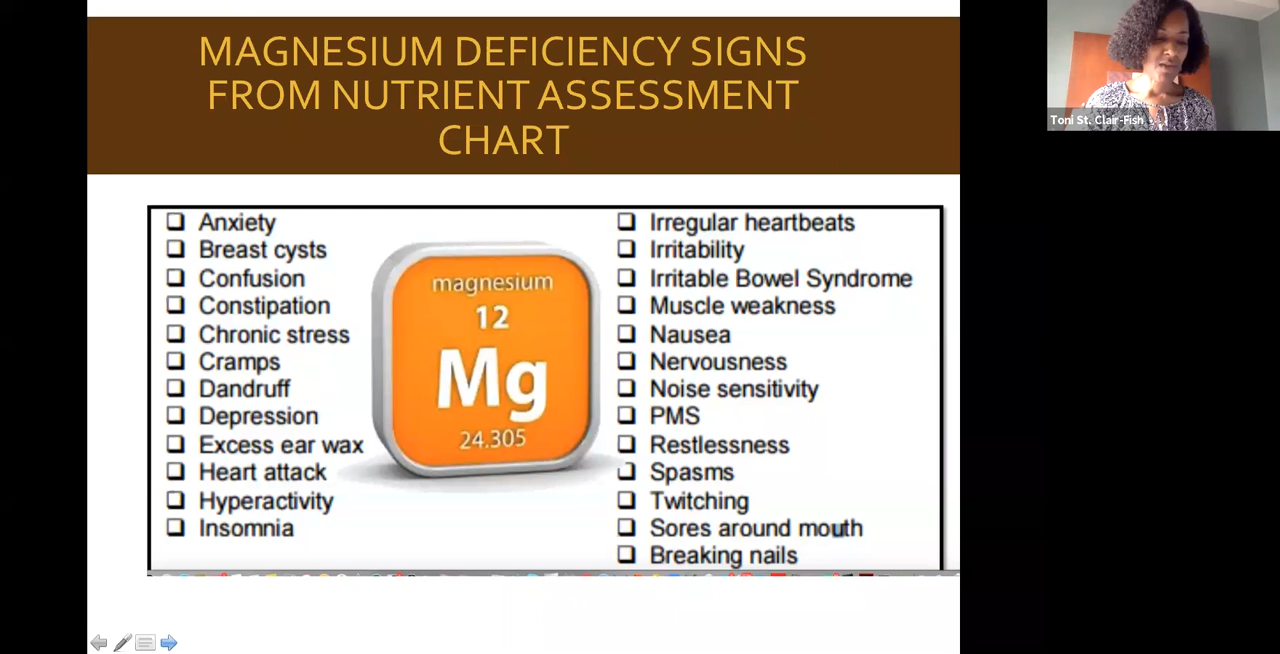 MAGNESIUM DEFICIENCY SIGNS
FROM NUTRIENT ASSESSMENT
CHART
Toni St. Clair-Fish
Anxiety
Breast cysts
Confusion
Constipation
Chronic stress
Cramps
Dandruff
Depression
Excess ear wax
Heart attack
Hyperactivity
Insomnia
magnesium
12
Mg
24.305
Irregular heartbeats
Irritability
Irritable Bowel Syndrome
Muscle weakness
Nausea
Nervousness
Noise sensitivity
PMS
Restlessness
Spasms
Twitching
Sores around mouth
Breaking nails